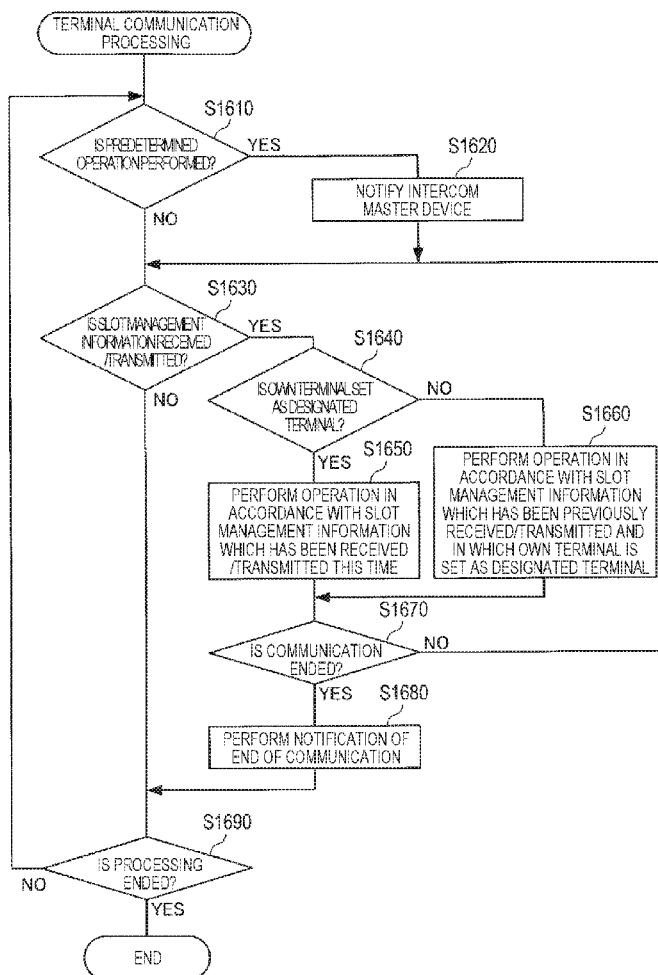 TERMINAL COMMUNICATION
PROCESSING
S1610
IS PREDETERMINED
OPERATION PERFORMED?
YES
NO
S1620
NOTIFY INTERCOM
MASTER DEVICE
S1630
IS SLOT MANAGEMENT
INFORMATION RECEIVED
/TRANSMITTED?
YES
NO
S1640
IS OWN TERMINAL SET
AS DESIGNATED
TERMINAL?
NO
YES
S1650
PERFORM OPERATION IN
ACCORDANCE WITH SLOT
MANAGEMENT INFORMATION
WHICH HAS BEEN RECEIVED
/TRANSMITTED THIS TIME
S1660
PERFORM OPERATION IN
ACCORDANCE WITH SLOT
MANAGEMENT INFORMATION
WHICH HAS BEEN PREVIOUSLY
RECEIVED/TRANSMITTED AND
IN WHICH OWN TERMINAL IS
SET AS DESIGNATED TERMINAL
S1670
IS COMMUNICATION
ENDED?
NO
YES
S1680
PERFORM NOTIFICATION OF
END OF COMMUNICATION
S1690
IS PROCESSING
ENDED?
NO
YES
END